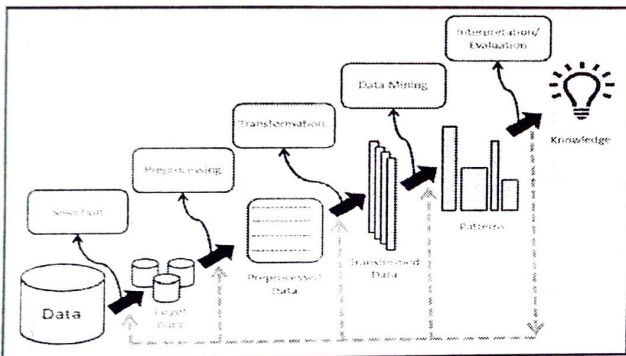 Interpretation/
Evaluation
Data Mining
Knowledge
Transformation
Preprocessing
Patterns
Selection
Transformed
Data
Preprocessed
Data
Target
Data
Data